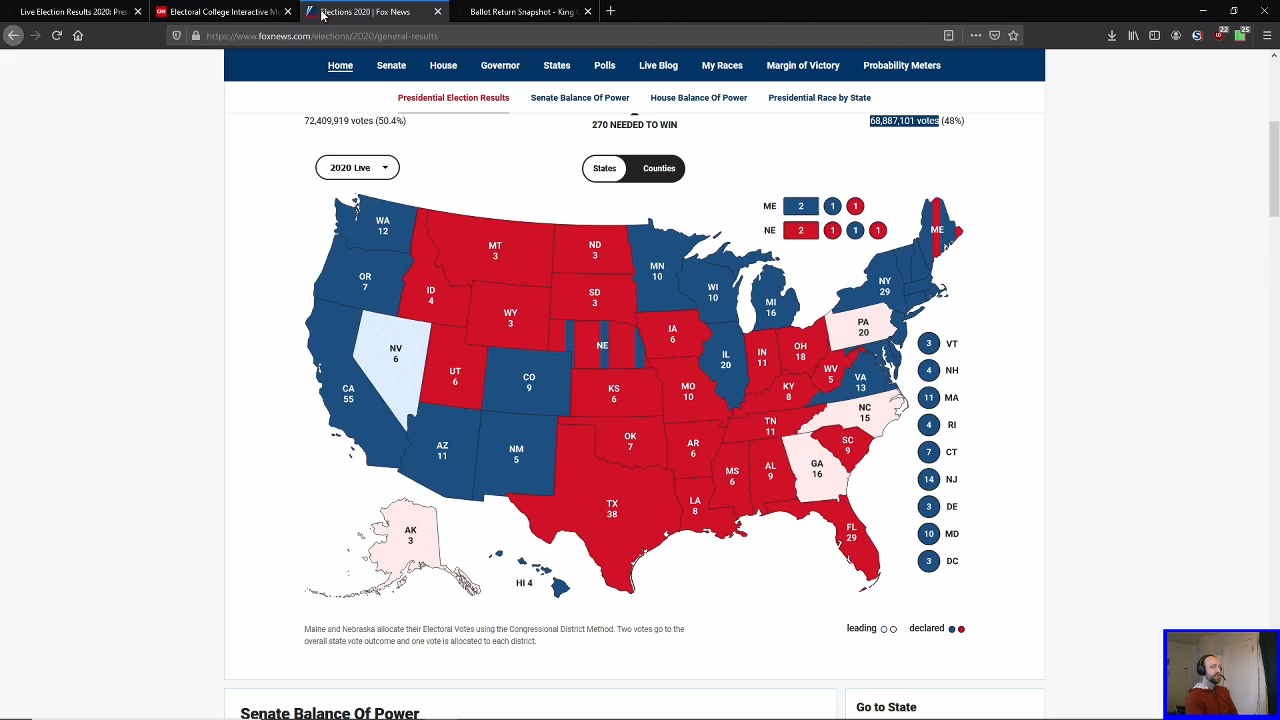 Live Election Results 2020: Pres
Electoral College Interactive M
Elections 2020 | Fox News
Ballot Return Snapshot - King C
https://www.foxnews.com/elections/2020/general-results
22
25
Home
Senate
House
Governor
States
Polls
Live Blog
My Races
Margin of Victory
Probability Meters
Presidential Election Results
Senate Balance Of Power
House Balance Of Power
Presidential Race by State
72,409,919 votes (50.4%)
270 NEEDED TO WIN
68,887,101 votes (48%)
2020 Live
States
Counties
ME 2 1 1
NE 2 1 1 1
WA
12
OR
7
CA
55
NV
6
ID
4
MT
3
WY
3
UT
6
AZ
11
CO
9
NM
5
ND
3
SD
3
NE
KS
6
OK
7
TX
38
MN
10
IA
6
MO
10
AR
6
LA
8
WI
10
IL
20
MI
16
IN
11
OH
18
KY
8
TN
11
MS
6
AL
9
GA
16
FL
29
SC
9
NC
15
VA
13
WV
5
PA
20
NY
29
ME
AK
3
HI 4
3 VT
4 NH
11 MA
4 RI
7 CT
14 NJ
3 DE
10 MD
3 DC
Maine and Nebraska allocate their Electoral Votes using the Congressional District Method. Two votes go to the
overall state vote outcome and one vote is allocated to each district.
leading
declared
Senate Balance Of Power
Go to State